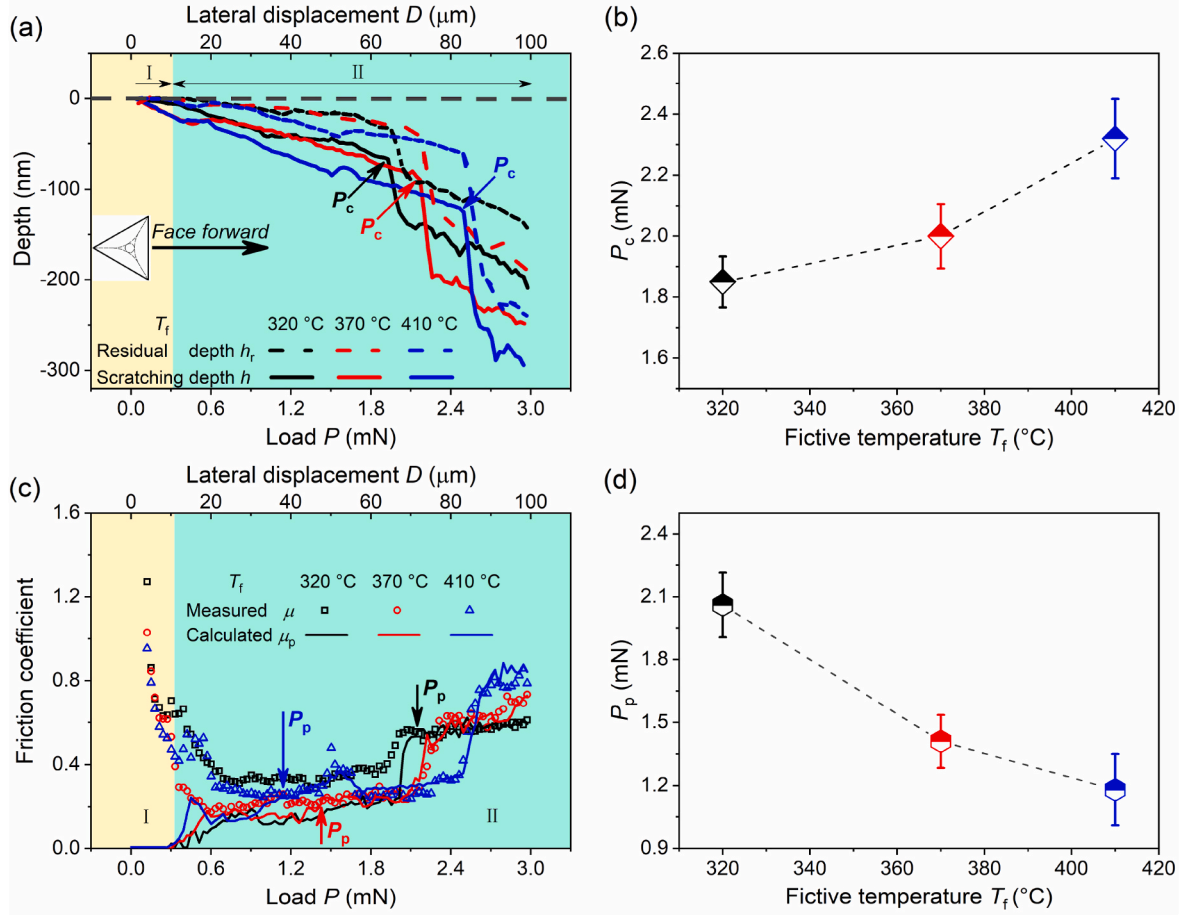 (a)
Lateral displacement D (μm)
0 20 40 60 80 100
I II
Depth (nm)
0
-100
-200
-300
Pc
Pc
Pc
Face forward
Tf 320 °C 370 °C 410 °C
Residual depth hr
Scratching depth h
0.0 0.6 1.2 1.8 2.4 3.0
Load P (mN)
(b)
Pc (mN)
2.6
2.4
2.2
2.0
1.8
1.6
320 340 360 380 400 420
Fictive temperature Tf (°C)
(c)
Lateral displacement D (μm)
0 20 40 60 80 100
Friction coefficient
1.6
1.2
0.8
0.4
0.0
Tf 320 °C 370 °C 410 °C
Measured μ
Calculated μp
Pp
Pp
Pp
I II
0.0 0.6 1.2 1.8 2.4 3.0
Load P (mN)
(d)
Pp (mN)
2.4
2.1
1.8
1.5
1.2
0.9
320 340 360 380 400 420
Fictive temperature Tf (°C)